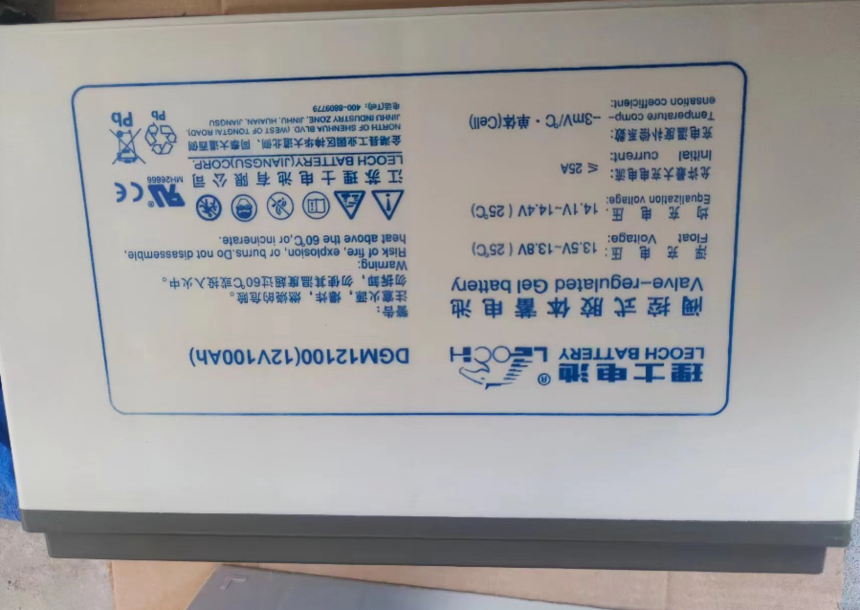 理士电池®
LEOCH BATTERY
LEOCH
DGM12100(12V100Ah)
阀控式胶体蓄电池
Valve-regulated Gel battery
浮充电压: 13.5V~13.8V (25℃)
Float Voltage:
均充电压: 14.1V~14.4V (25℃)
Equalization voltage:
允许最大充电电流: ≤ 25A
Initial current:
充电温度补偿系数: -3mV/℃·单体(Cell)
Temperature comp-
ensation coefficient:
警告:
注意火源,爆炸,燃烧的危险。
勿拆卸,勿使其温度超过60℃或投入火中。
Warning:
Risk of fire, explosion, or burns.Do not disassemble,
heat above the 60℃,or incinerate.
江苏理士电池有限公司
LEOCH BATTERY(JIANGSU)CORP.
金湖县工业园区神华大道北侧、同泰大道西侧
NORTH OF SHENHUA BLVD. (WEST OF TONGTAI ROAD)
JINHU INDUSTRY ZONE, JINHU, HUAIAN, JIANGSU
电话(Tel): 400-8809779
MH26866
CE
Pb
Pb